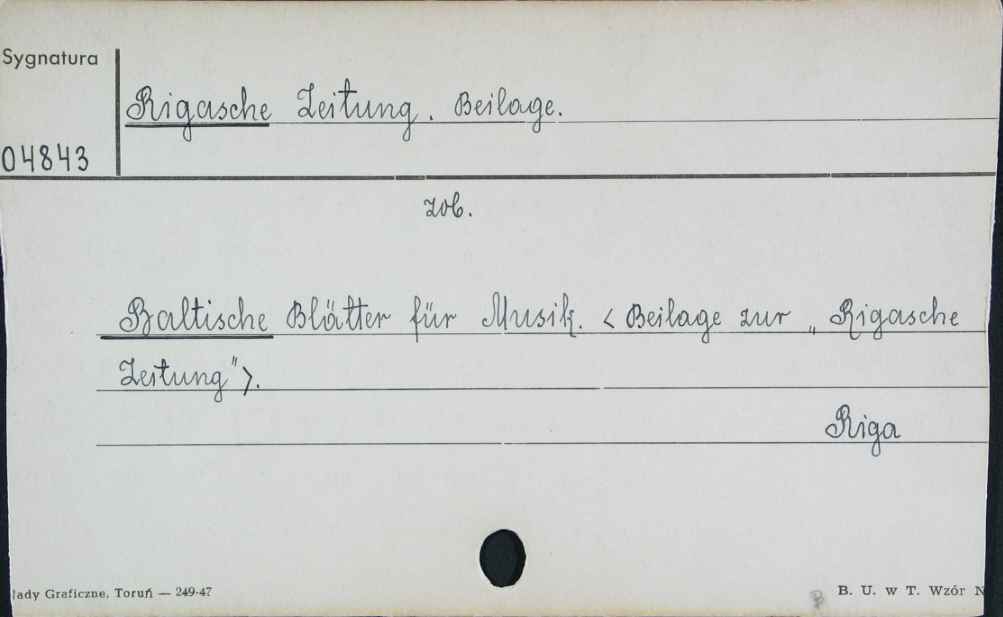 Sygnatura
Rigasche Zeitung. Beilage.
04843
zob.
Baltische Blätter für Musik. < Beilage zur „Rigasche
Zeitung">.
Riga
łady Graficzne, Toruń — 249-47
B. U. w T. Wzór N